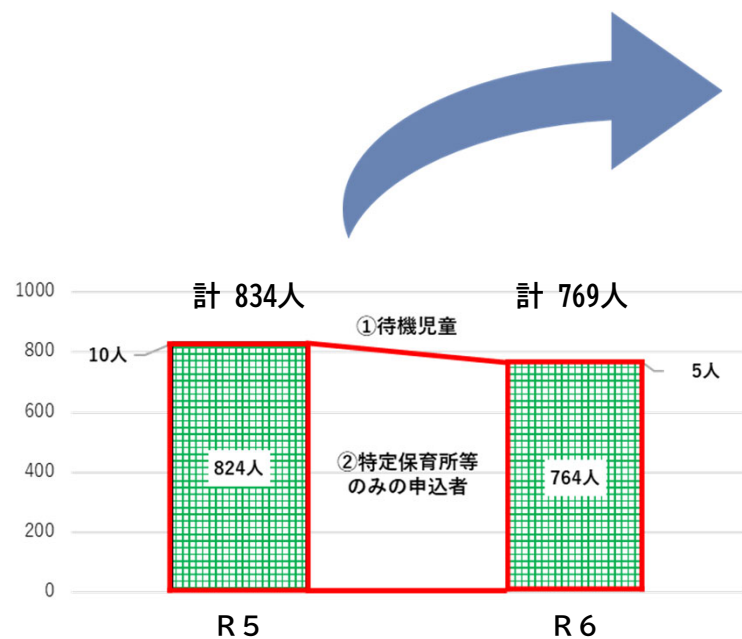 計 834人
計 769人
1000
①待機児童
800
10人
5人
600
824人
②特定保育所等
のみの申込者
764人
400
200
0
R5
R6